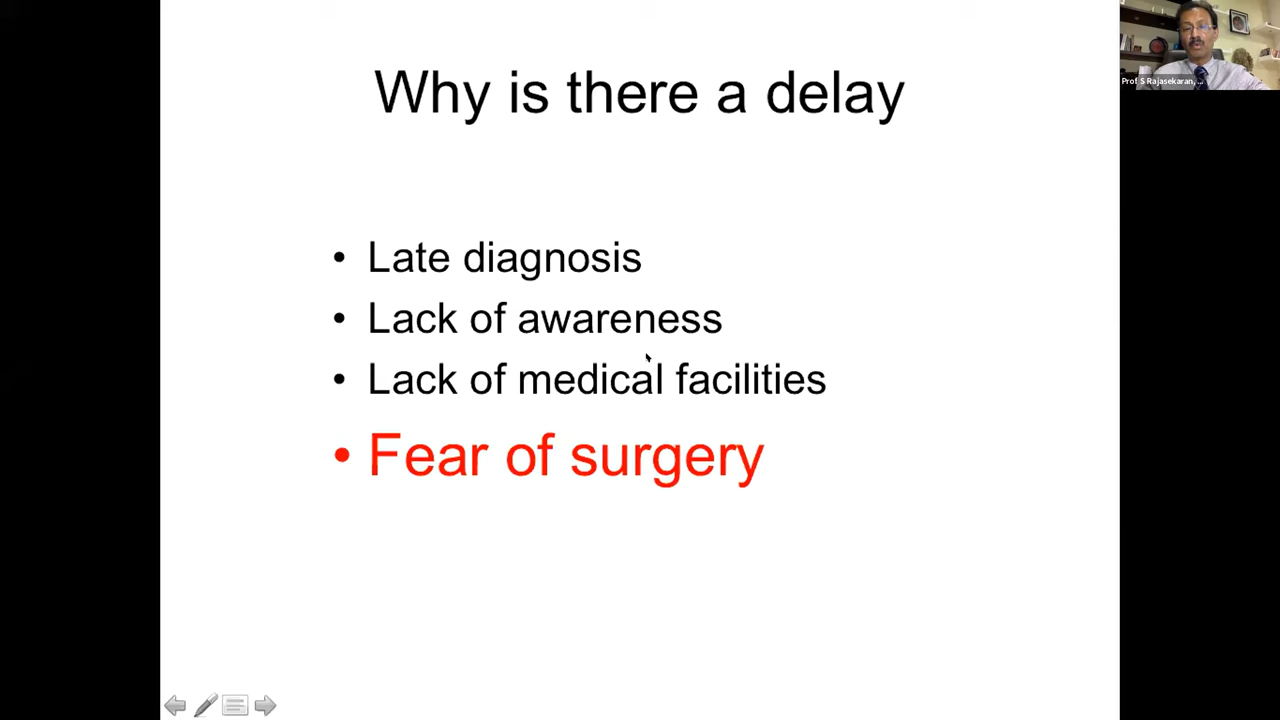 Why is there a delay
Prof. S Rajasekaran, ...
• Late diagnosis
• Lack of awareness
• Lack of medical facilities
• Fear of surgery